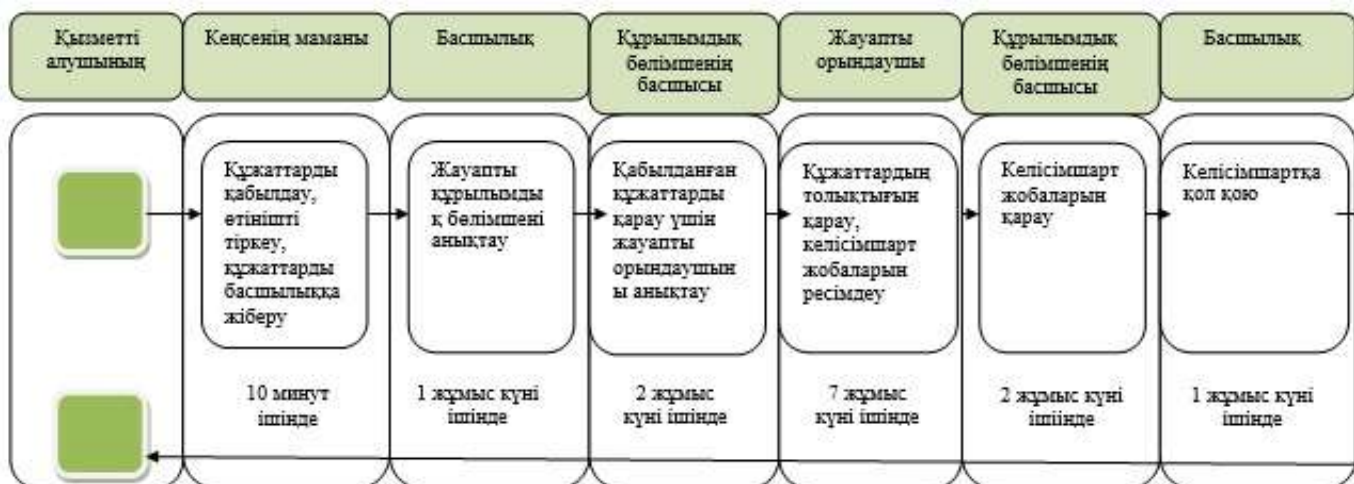 Қызметті
алушының
Кеңсенің маманы
Басшылық
Құрылымдық
бөлімшенің
басшысы
Жауапты
орындаушы
Құрылымдық
бөлімшенің
басшысы
Басшылық
Құжаттарды
қабылдау,
өтінішті
тіркеу,
құжаттарды
басшылыққа
жіберу
Жауапты
құрылымды
қ бөлімшені
анықтау
Қабылданған
құжаттарды
қарау үшін
жауапты
орындаушын
ы анықтау
Құжаттардың
толықтығын
қарау,
келісімшарт
жобаларын
ресімдеу
Келісімшарт
жобаларын
қарау
Келісімшартқа
қол қою
10 минут
ішінде
1 жұмыс күні
ішінде
2 жұмыс
күні ішінде
7 жұмыс
күні ішінде
2 жұмыс күні
ішіінде
1 жұмыс күні
ішінде